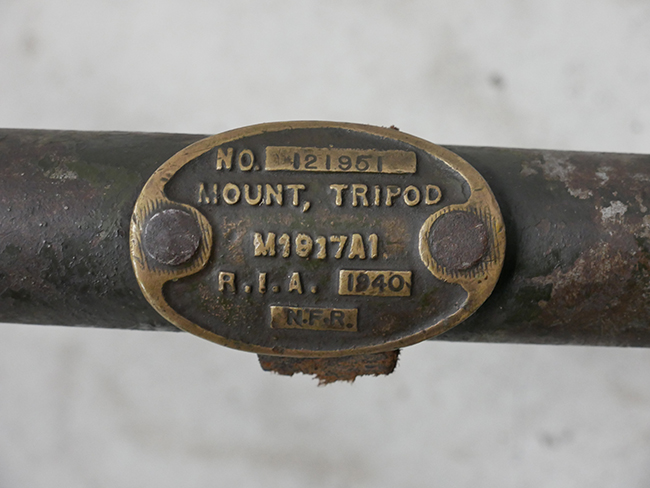 NO. 121951
MOUNT, TRIPOD
M1917A1
R.I.A. 1940
N.F.R.